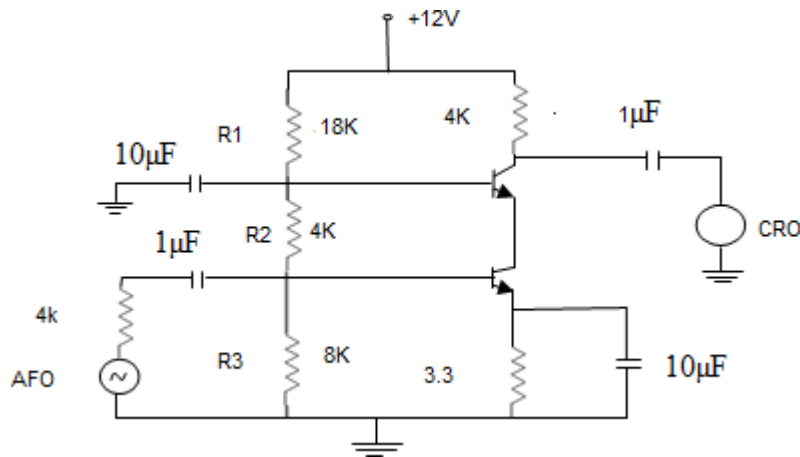 +12V
R1
18K
4K
1µF
10µF
R2
4K
CRO
1µF
4k
R3
8K
3.3
10µF
AFO